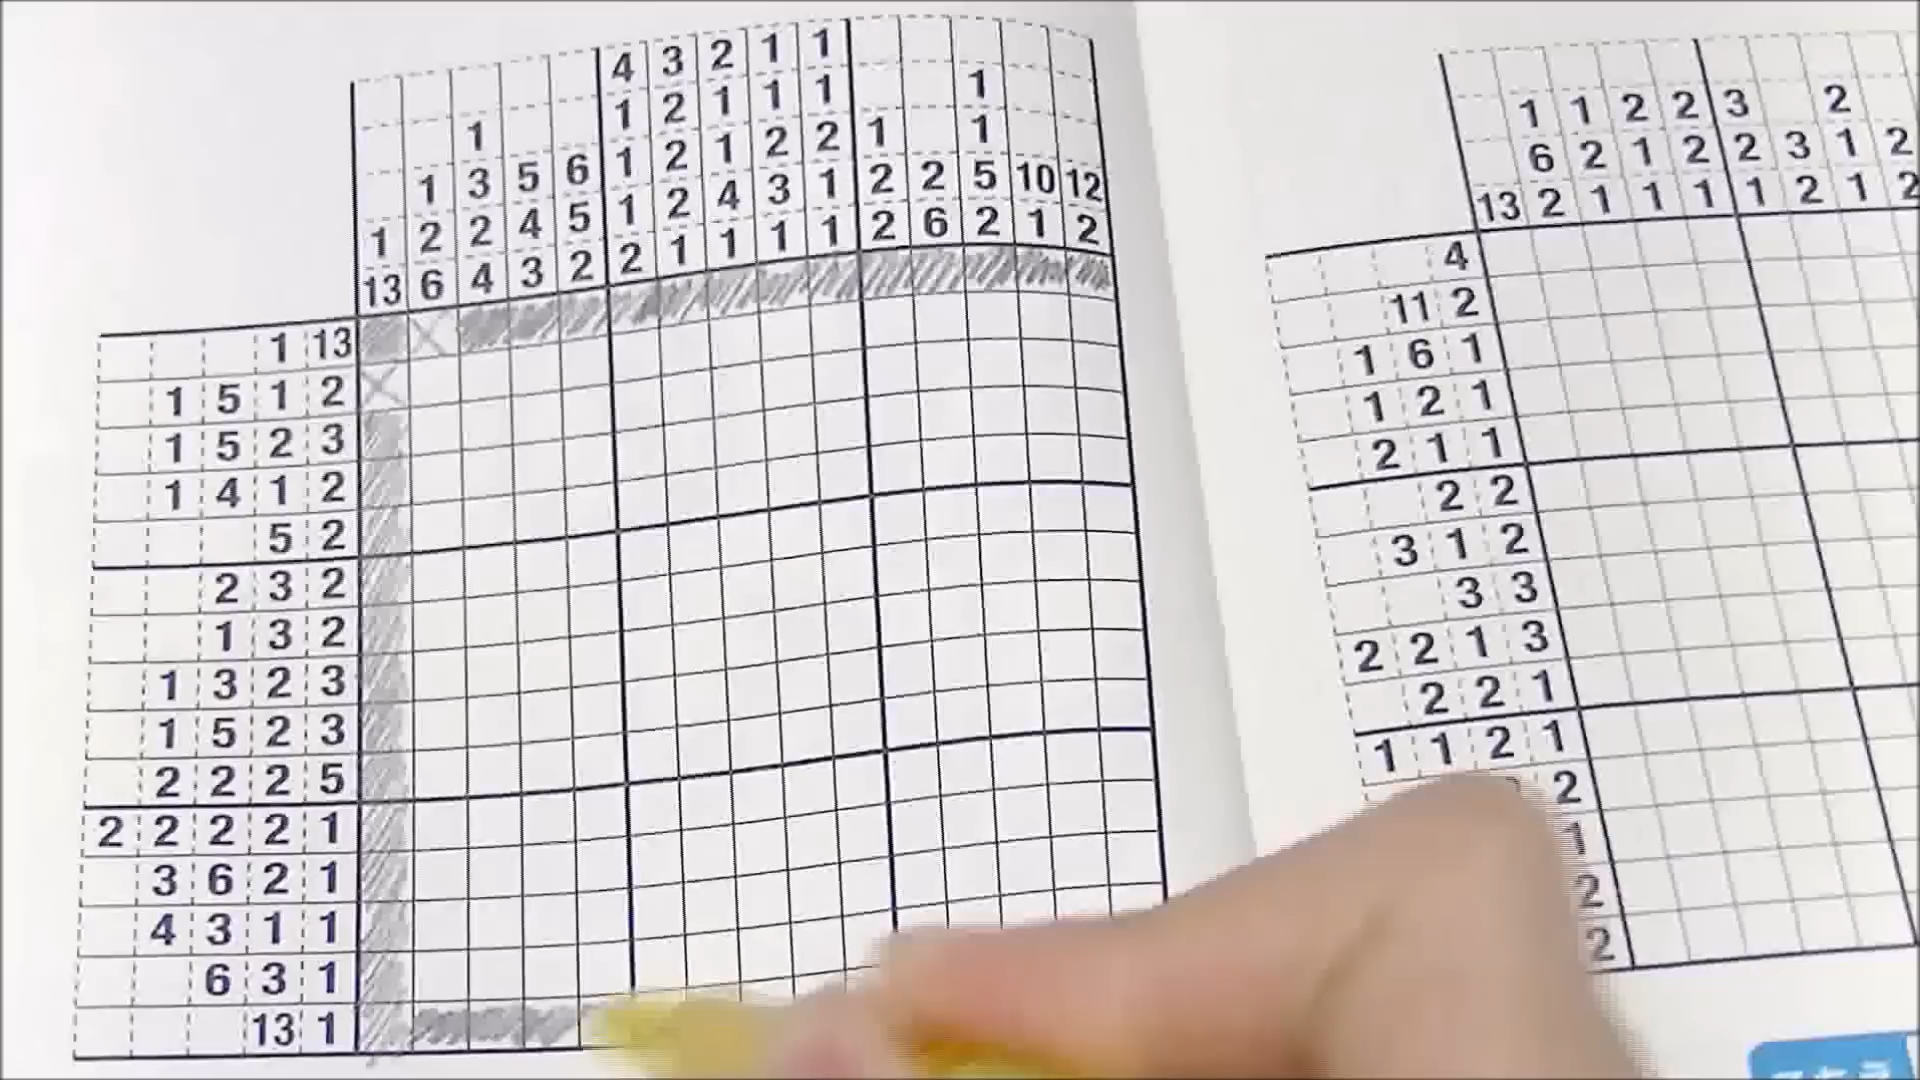 4 3 2 1 1
1 1 2 1 1 1 1
1 3 5 6 1 2 1 2 2 1 1
1 2 2 4 5 1 2 4 3 1 2 2 5 10 12
13 6 4 3 2 2 1 1 1 1 2 6 2 1 2
1 13
1 5 1 2
1 5 2 3
1 4 1 2
5 2
2 3 2
1 3 2
1 3 2 3
1 5 2 3
2 2 2 5
2 2 2 2 1
3 6 2 1
4 3 1 1
6 3 1
13 1
1 1 2 2 3 2
6 2 1 2 2 3 1 2
13 2 1 1 1 1 2 1 2
4
11 2
1 6 1
1 2 1
2 1 1
2 2
3 1 2
3 3
2 2 1 3
2 2 1
1 1 2 1
2
1
2
2